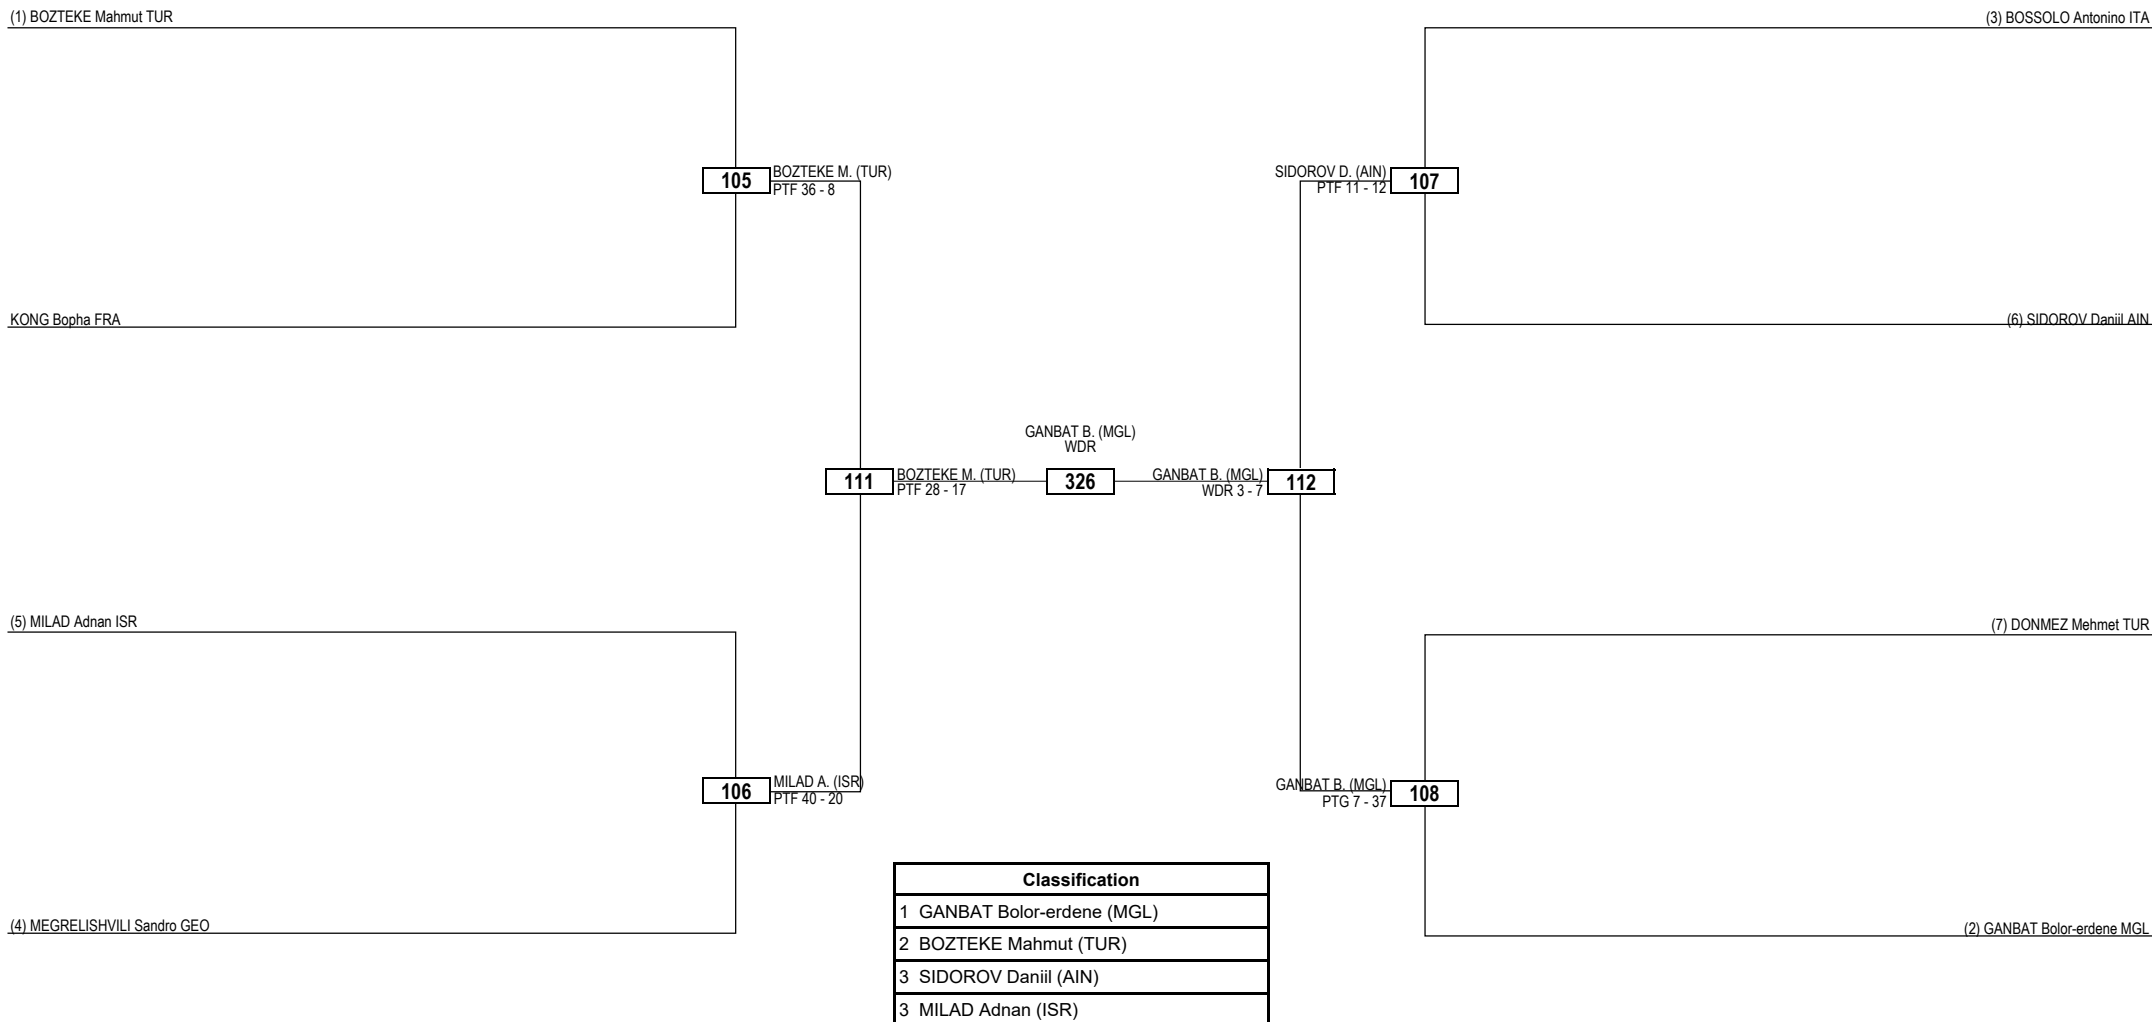 (1) BOZTEKE Mahmut TUR
(3) BOSSOLO Antonino ITA
105
BOZTEKE M. (TUR)
PTF 36 - 8
SIDOROV D. (AIN)
PTF 11 - 12
107
KONG Bopha FRA
(6) SIDOROV Daniil AIN
GANBAT B. (MGL)
WDR
111
BOZTEKE M. (TUR)
PTF 28 - 17
326
GANBAT B. (MGL)
WDR 3 - 7
112
(5) MILAD Adnan ISR
(7) DONMEZ Mehmet TUR
106
MILAD A. (ISR)
PTF 40 - 20
GANBAT B. (MGL)
PTG 7 - 37
108
(4) MEGRELISHVILI Sandro GEO
(2) GANBAT Bolor-erdene MGL
Classification
1 GANBAT Bolor-erdene (MGL)
2 BOZTEKE Mahmut (TUR)
3 SIDOROV Daniil (AIN)
3 MILAD Adnan (ISR)